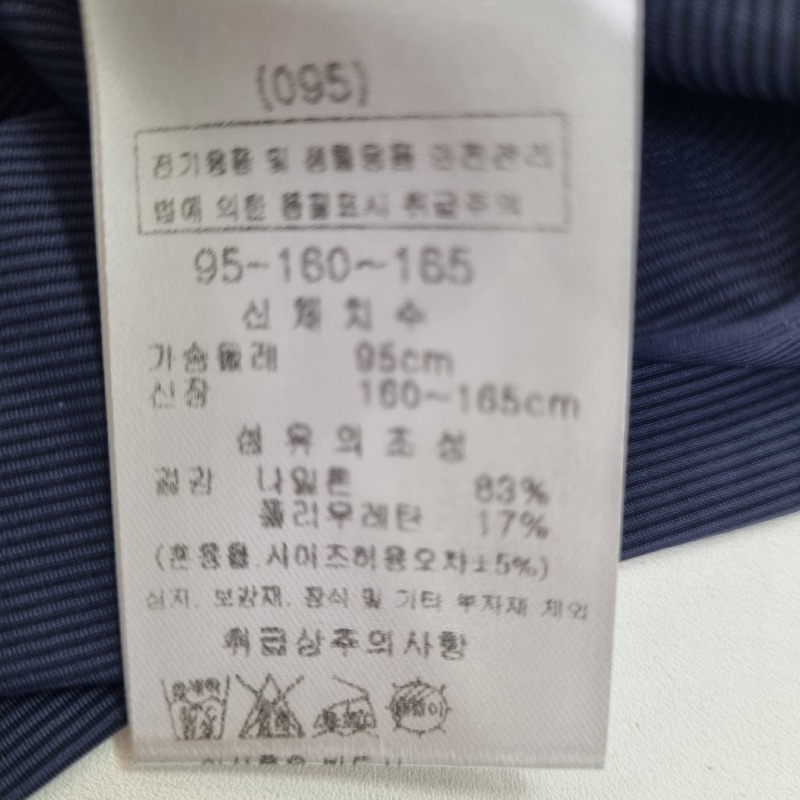 (095)
전기용품 및 생활용품 안전관리
법에 의한 품질표시 취급주의
95-160~165
신체치수
가슴둘레 95cm
신장 160~165cm
섬유의조성
겉감 나일론 83%
폴리우레탄 17%
(혼용율.사이즈허용오차±5%)
심지, 보강재, 장식 및 기타 부자재 제외
취급상주의사항